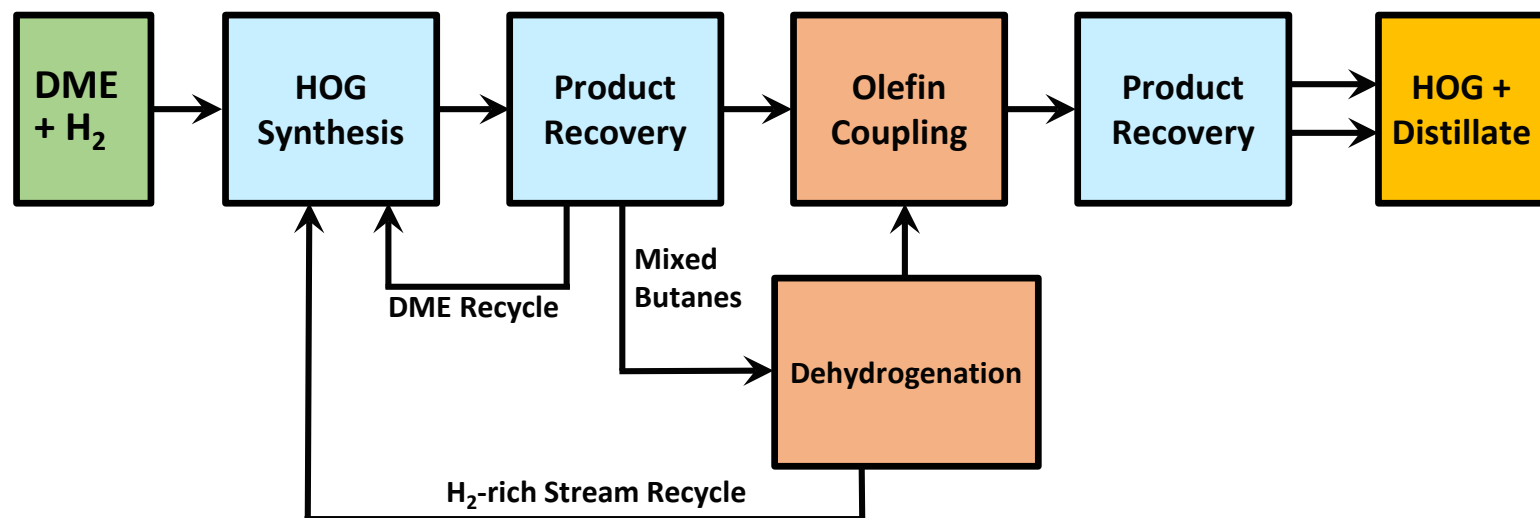 DME
+ H₂
HOG
Synthesis
Product
Recovery
Olefin
Coupling
Product
Recovery
HOG +
Distillate
Mixed
Butanes
DME Recycle
Dehydrogenation
H₂-rich Stream Recycle